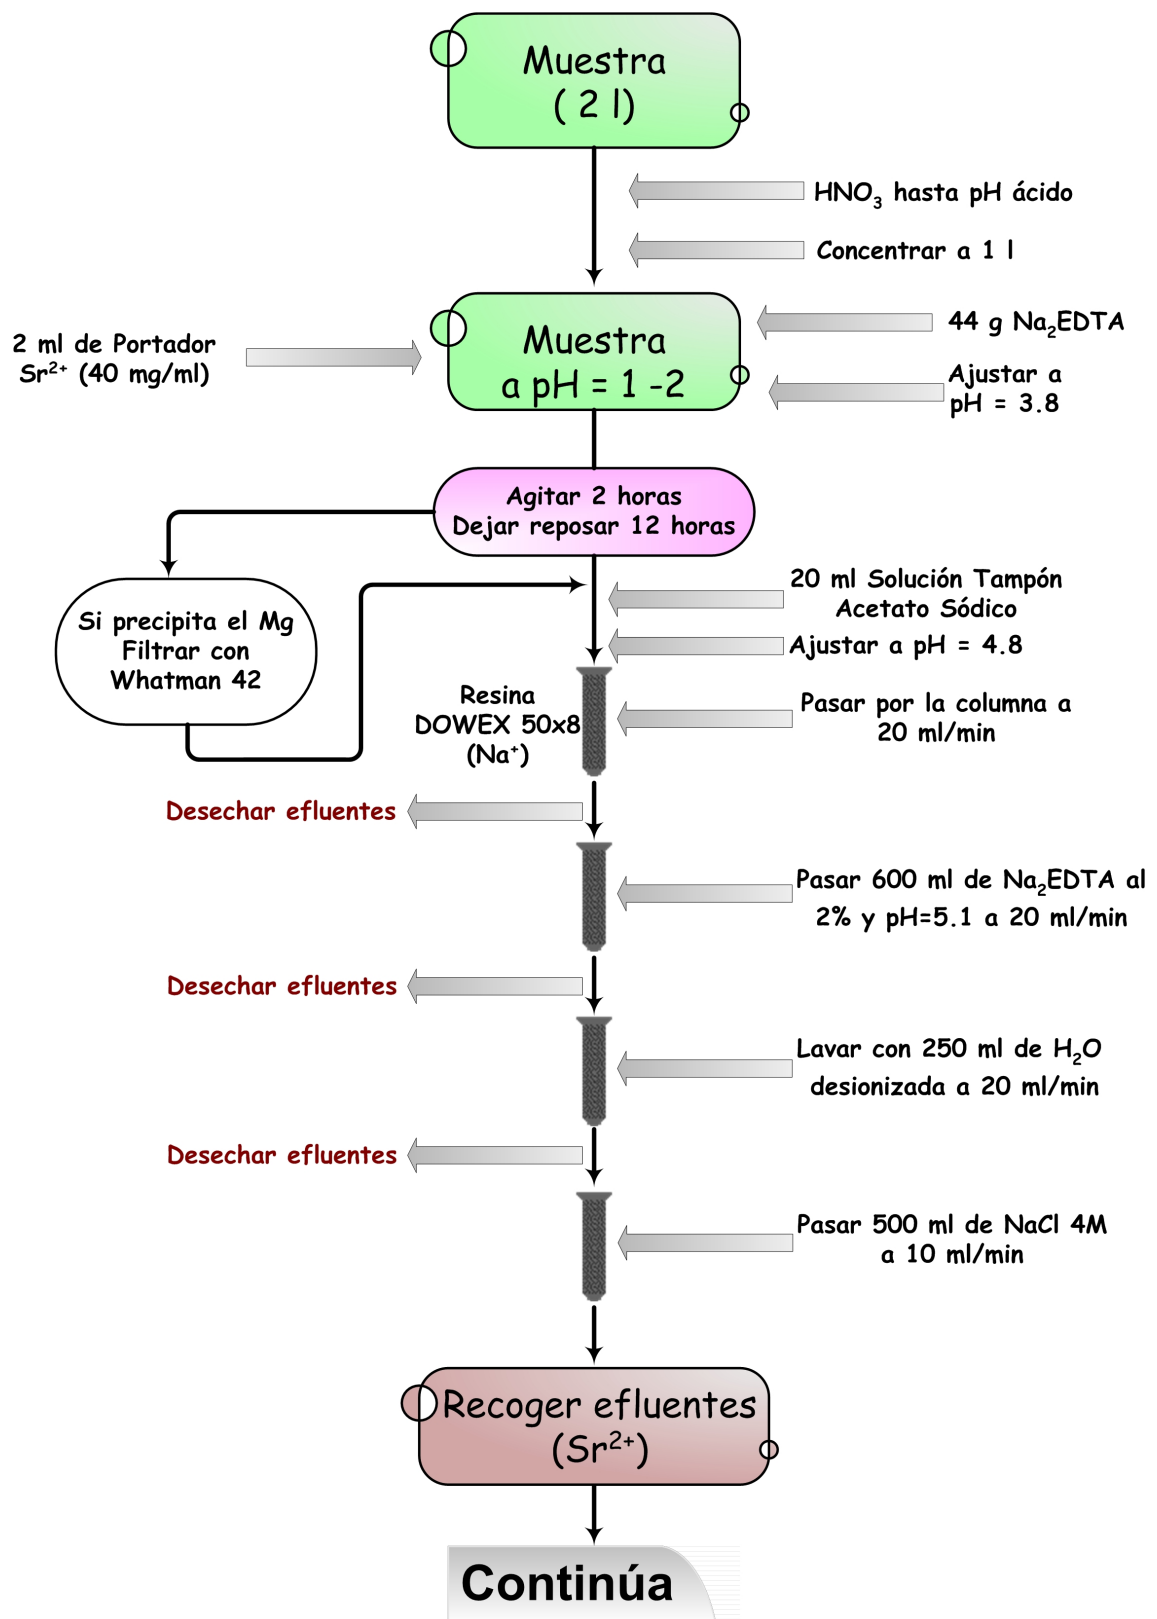 Muestra
( 2 l)
HNO₃ hasta pH ácido
Concentrar a 1 l
2 ml de Portador
Sr²⁺ (40 mg/ml)
Muestra
a pH = 1 -2
44 g Na₂EDTA
Ajustar a
pH = 3.8
Agitar 2 horas
Dejar reposar 12 horas
Si precipita el Mg
Filtrar con
Whatman 42
20 ml Solución Tampón
Acetato Sódico
Ajustar a pH = 4.8
Resina
DOWEX 50x8
(Na⁺)
Pasar por la columna a
20 ml/min
Desechar efluentes
Pasar 600 ml de Na₂EDTA al
2% y pH=5.1 a 20 ml/min
Desechar efluentes
Lavar con 250 ml de H₂O
desionizada a 20 ml/min
Desechar efluentes
Pasar 500 ml de NaCl 4M
a 10 ml/min
Recoger efluentes
(Sr²⁺)
Continúa